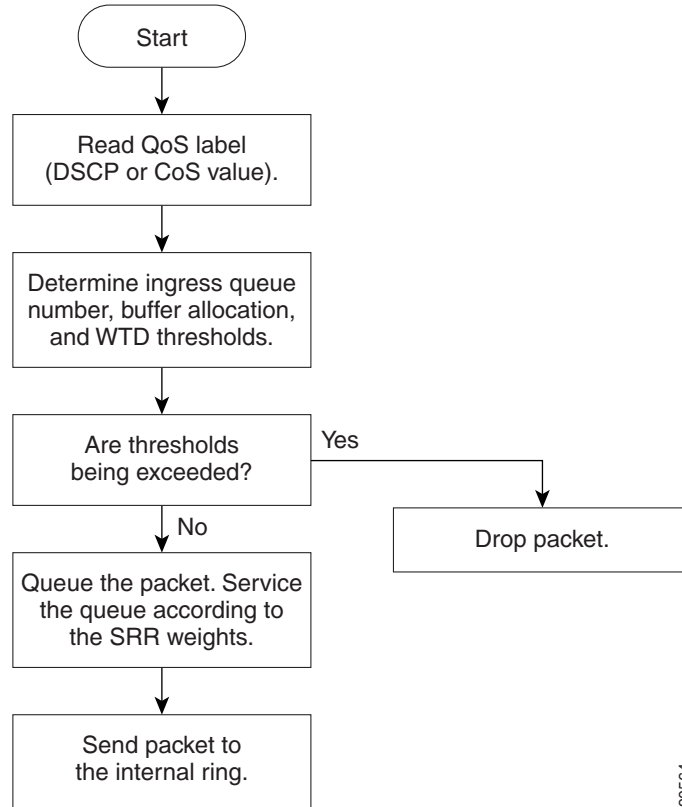 Start
Read QoS label
(DSCP or CoS value).
Determine ingress queue
number, buffer allocation,
and WTD thresholds.
Are thresholds
being exceeded?
Yes
No
Drop packet.
Queue the packet. Service
the queue according to
the SRR weights.
Send packet to
the internal ring.